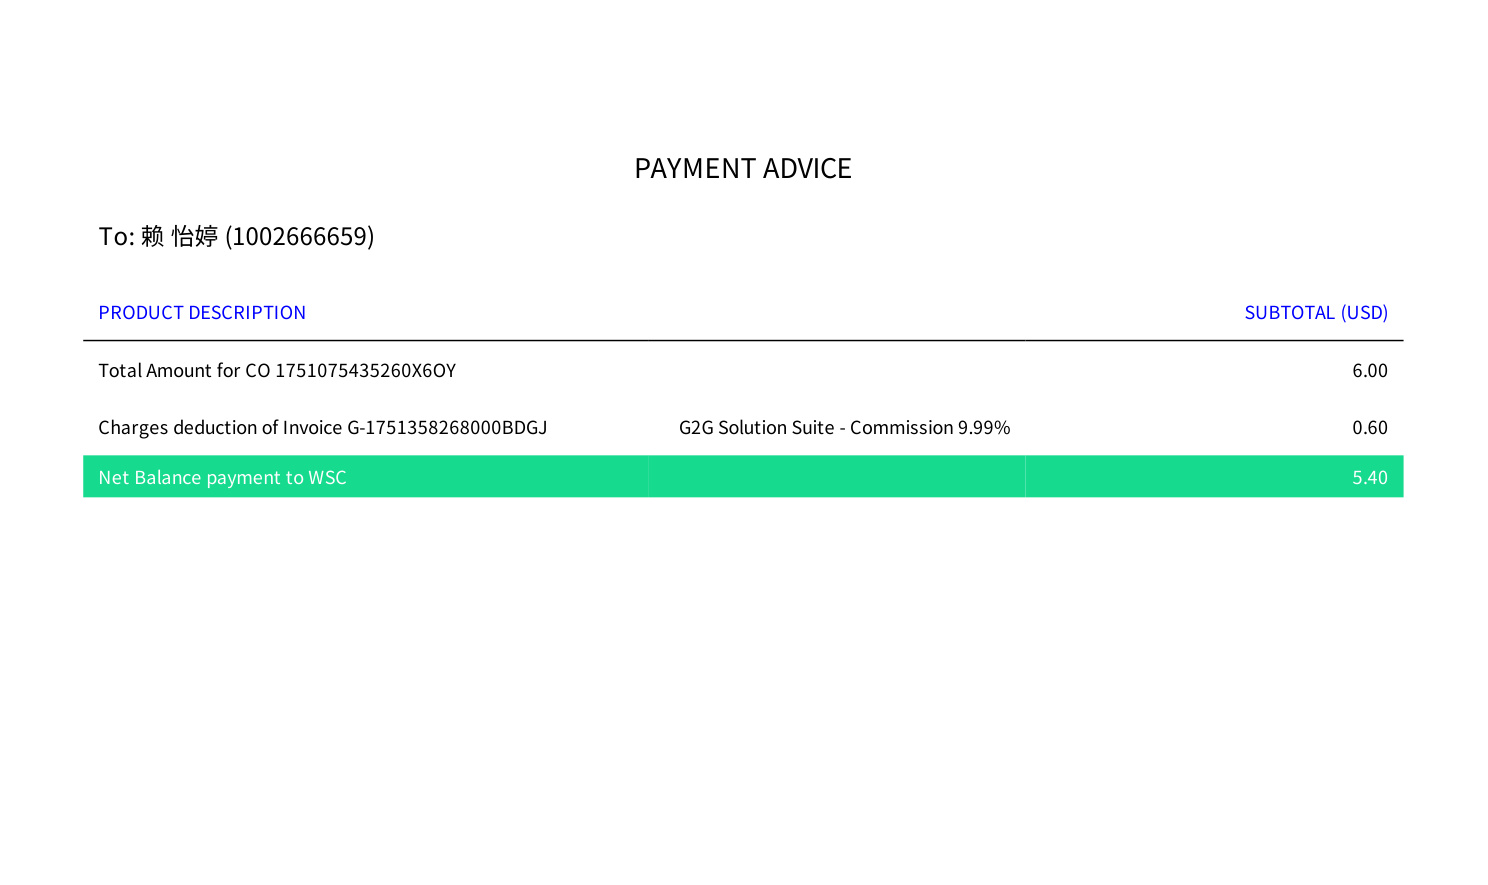 PAYMENT ADVICE
To: 赖 怡婷 (1002666659)
PRODUCT DESCRIPTION SUBTOTAL (USD)
Total Amount for CO 1751075435260X6OY 6.00
Charges deduction of Invoice G-1751358268000BDGJ G2G Solution Suite - Commission 9.99% 0.60
Net Balance payment to WSC 5.40